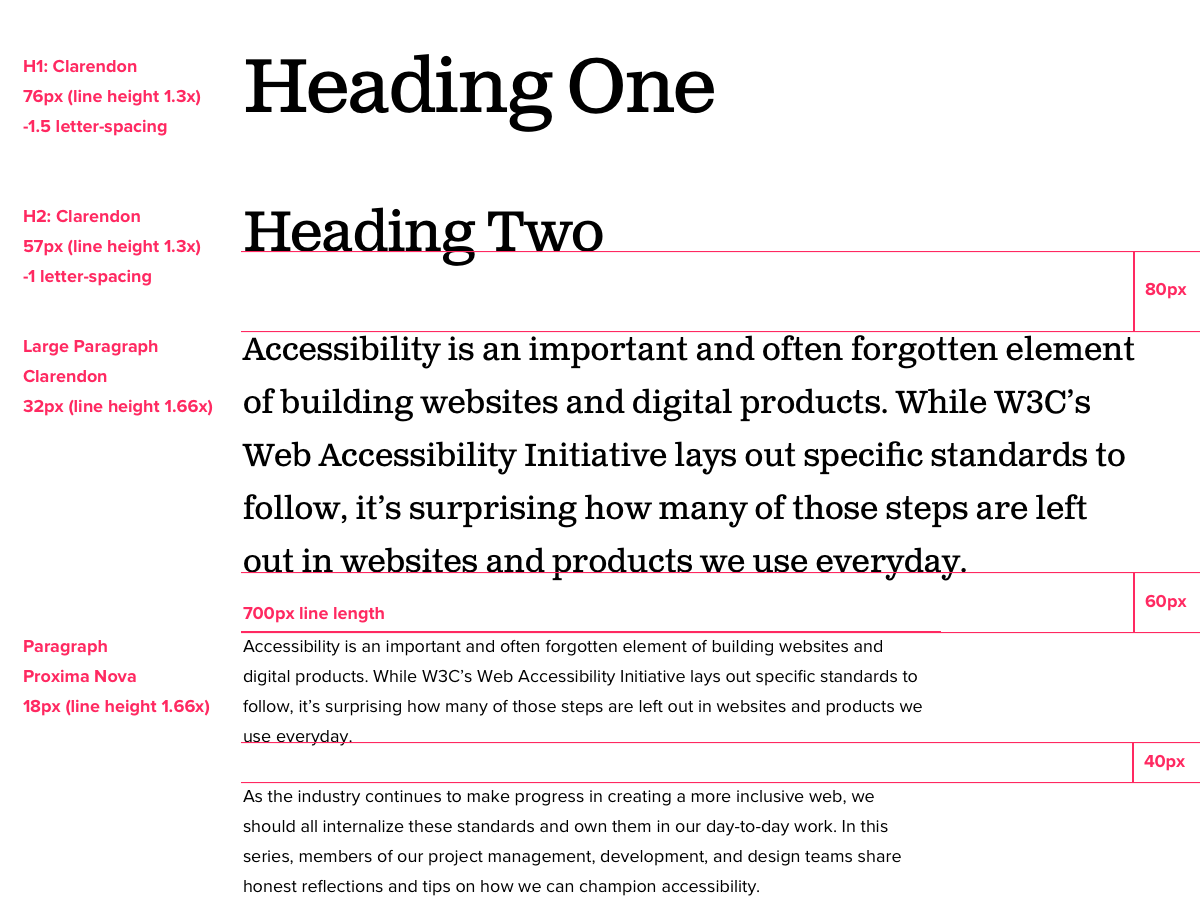 H1: Clarendon
76px (line height 1.3x)
-1.5 letter-spacing
Heading One
H2: Clarendon
57px (line height 1.3x)
-1 letter-spacing
Heading Two
80px
Large Paragraph
Clarendon
32px (line height 1.66x)
Accessibility is an important and often forgotten element
of building websites and digital products. While W3C’s
Web Accessibility Initiative lays out specific standards to
follow, it’s surprising how many of those steps are left
out in websites and products we use everyday.
60px
700px line length
Paragraph
Proxima Nova
18px (line height 1.66x)
Accessibility is an important and often forgotten element of building websites and
digital products. While W3C’s Web Accessibility Initiative lays out specific standards to
follow, it’s surprising how many of those steps are left out in websites and products we
use everyday.
40px
As the industry continues to make progress in creating a more inclusive web, we
should all internalize these standards and own them in our day-to-day work. In this
series, members of our project management, development, and design teams share
honest reflections and tips on how we can champion accessibility.